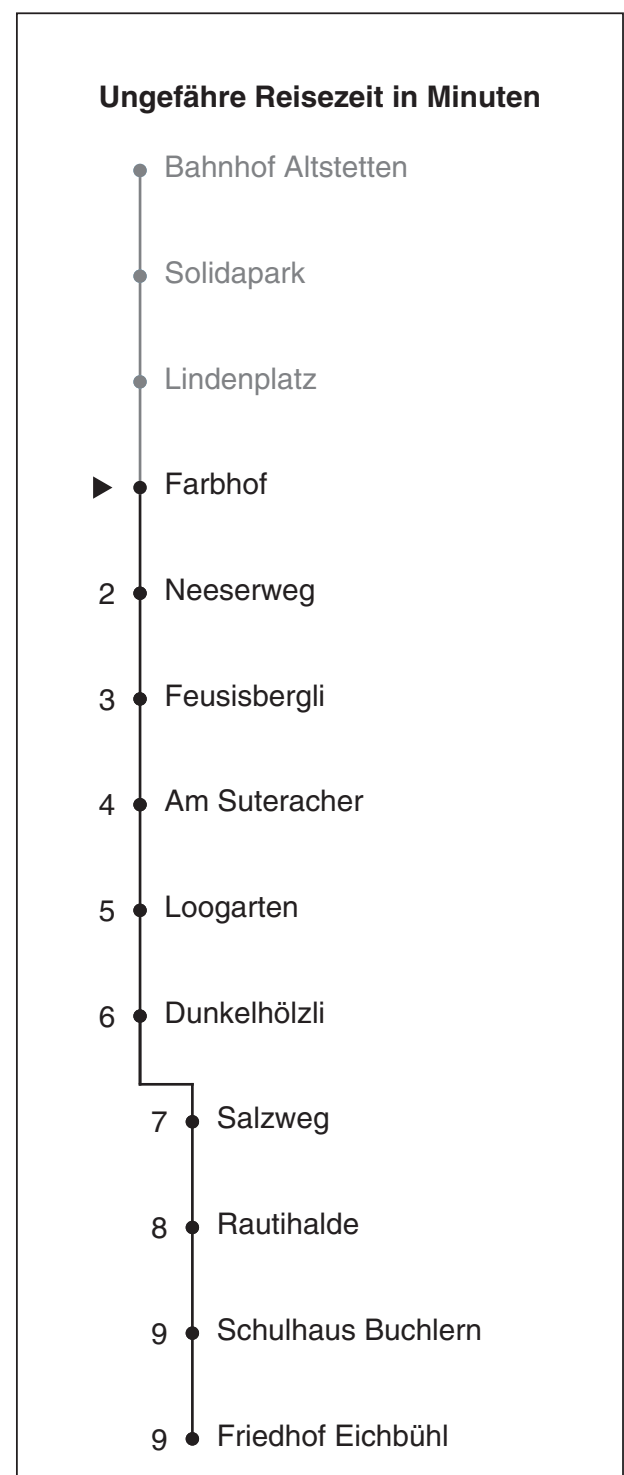 Ungefähre Reisezeit in Minuten
Bahnhof Altstetten
Solidapark
Lindenplatz
Farbhof
2 Neeserweg
3 Feusisbergli
4 Am Suteracher
5 Loogarten
6 Dunkelhölzli
7 Salzweg
8 Rautihalde
9 Schulhaus Buchlern
9 Friedhof Eichbühl